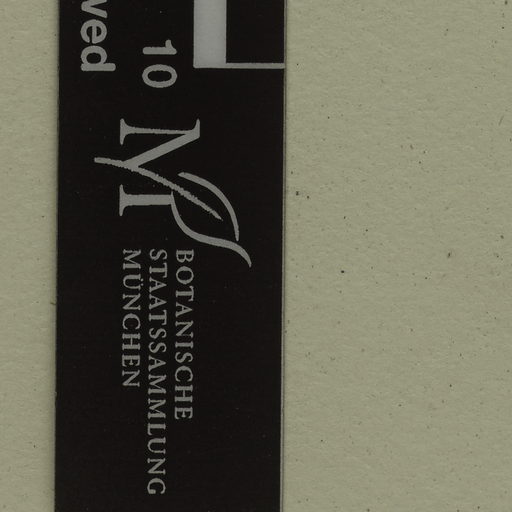 ved
10
M
BOTANISCHE
STAATSSAMMLUNG
MÜNCHEN